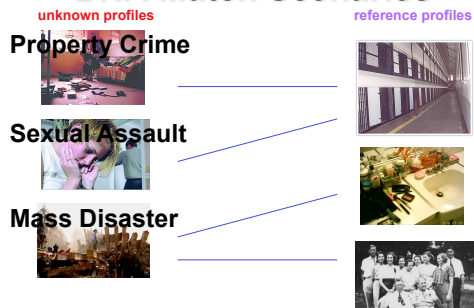 unknown profiles
reference profiles
Property Crime
Sexual Assault
Mass Disaster